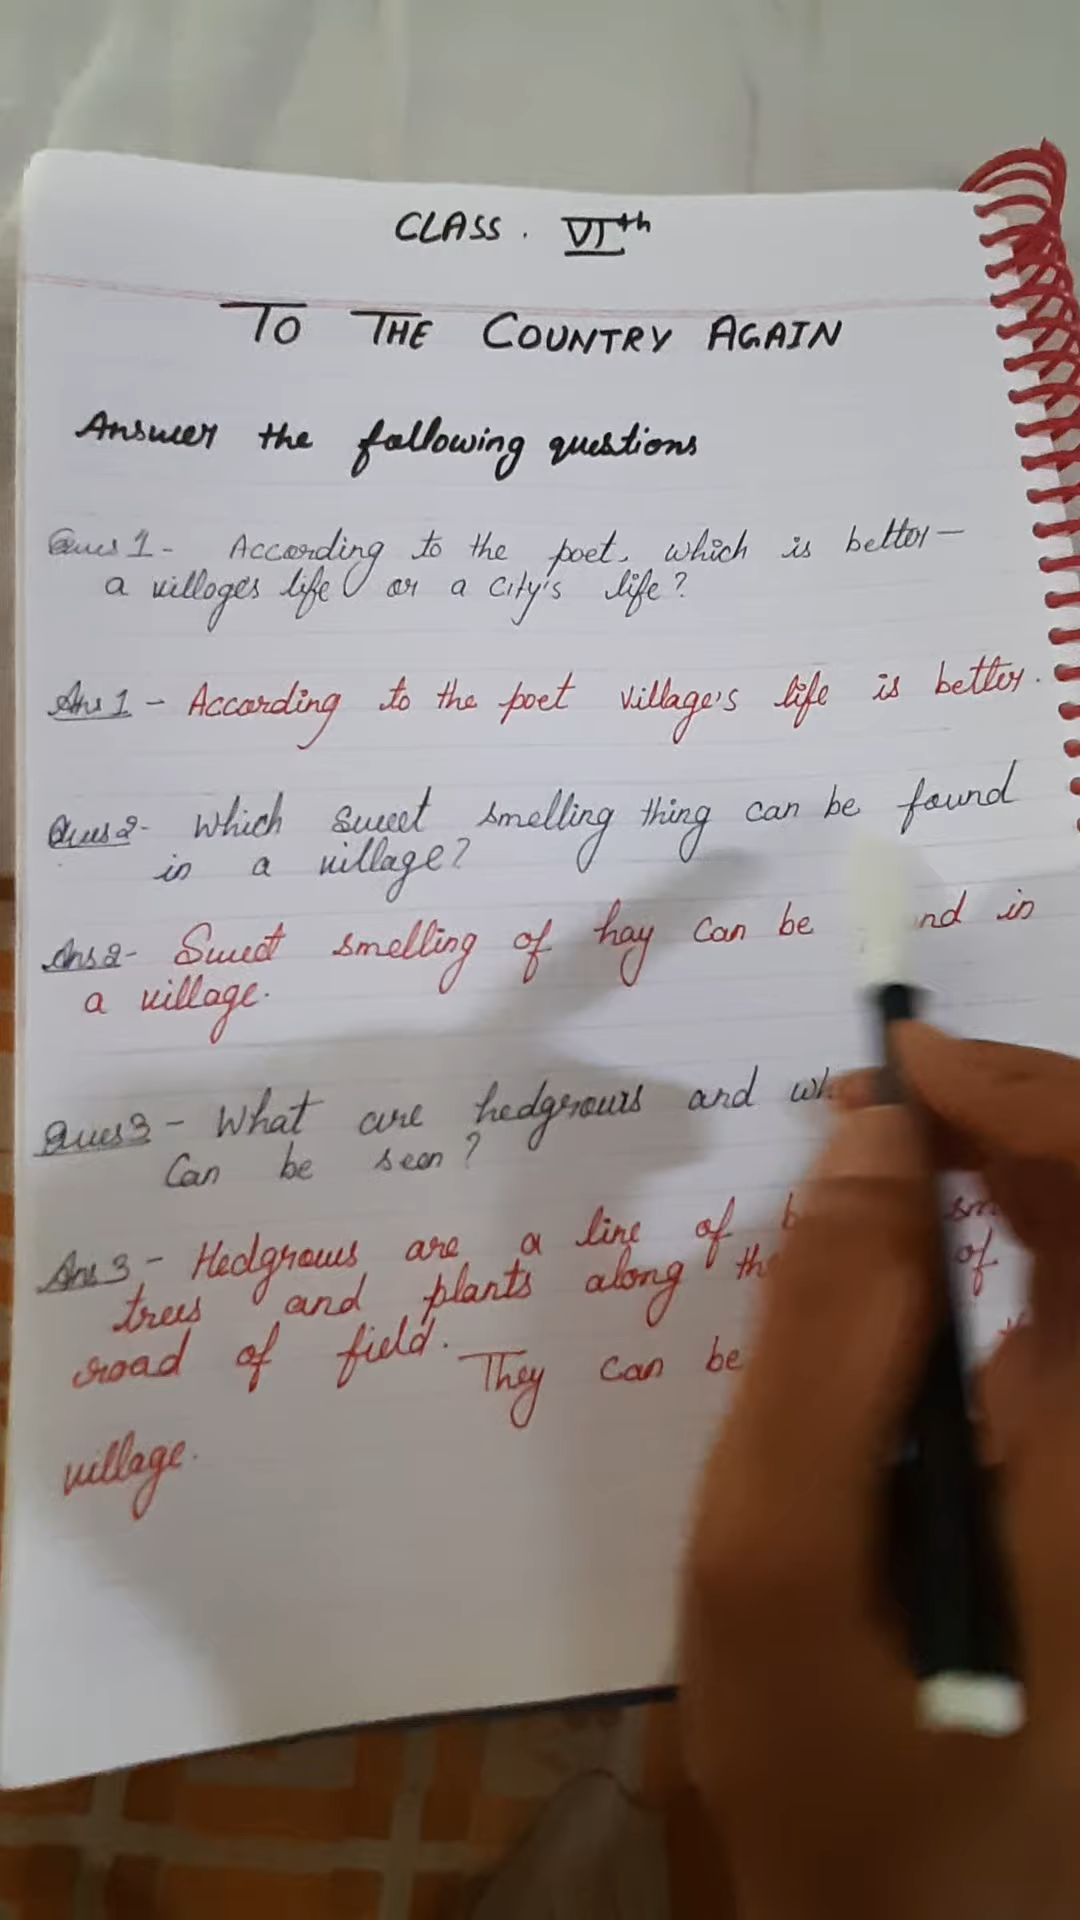 CLASS. VIth
TO THE COUNTRY AGAIN
Answer the following questions
Ques 1- According to the poet, which is better-
a village's life or a city's life?
Ans 1 - According to the poet village's life is better.
Ques 2- Which sweet smelling thing can be found
in a village?
Ans 2- Sweet smelling of hay can be in
a village.
Ques 3 - What are hedgrows and
Can be seen?
Ans 3 - Hedgrows are a line of
trees and plants along of
road of field. They can be
village.